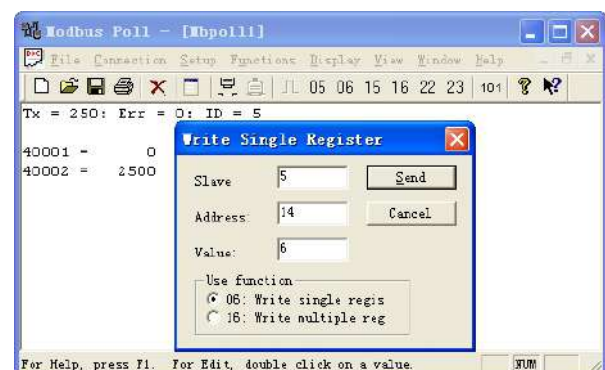 Modbus Poll - [Mbpoll1]
File Connection Setup Functions Display View Window Help
05 06 15 16 22 23 101
Tx = 250: Err = 0: ID = 5
40001 = 0
40002 = 2500
Write Single Register
Slave 5 Send
Address: 14 Cancel
Value: 6
Use function
06: Write single regis
16: Write multiple reg
For Help, press F1. For Edit, double click on a value. NUM